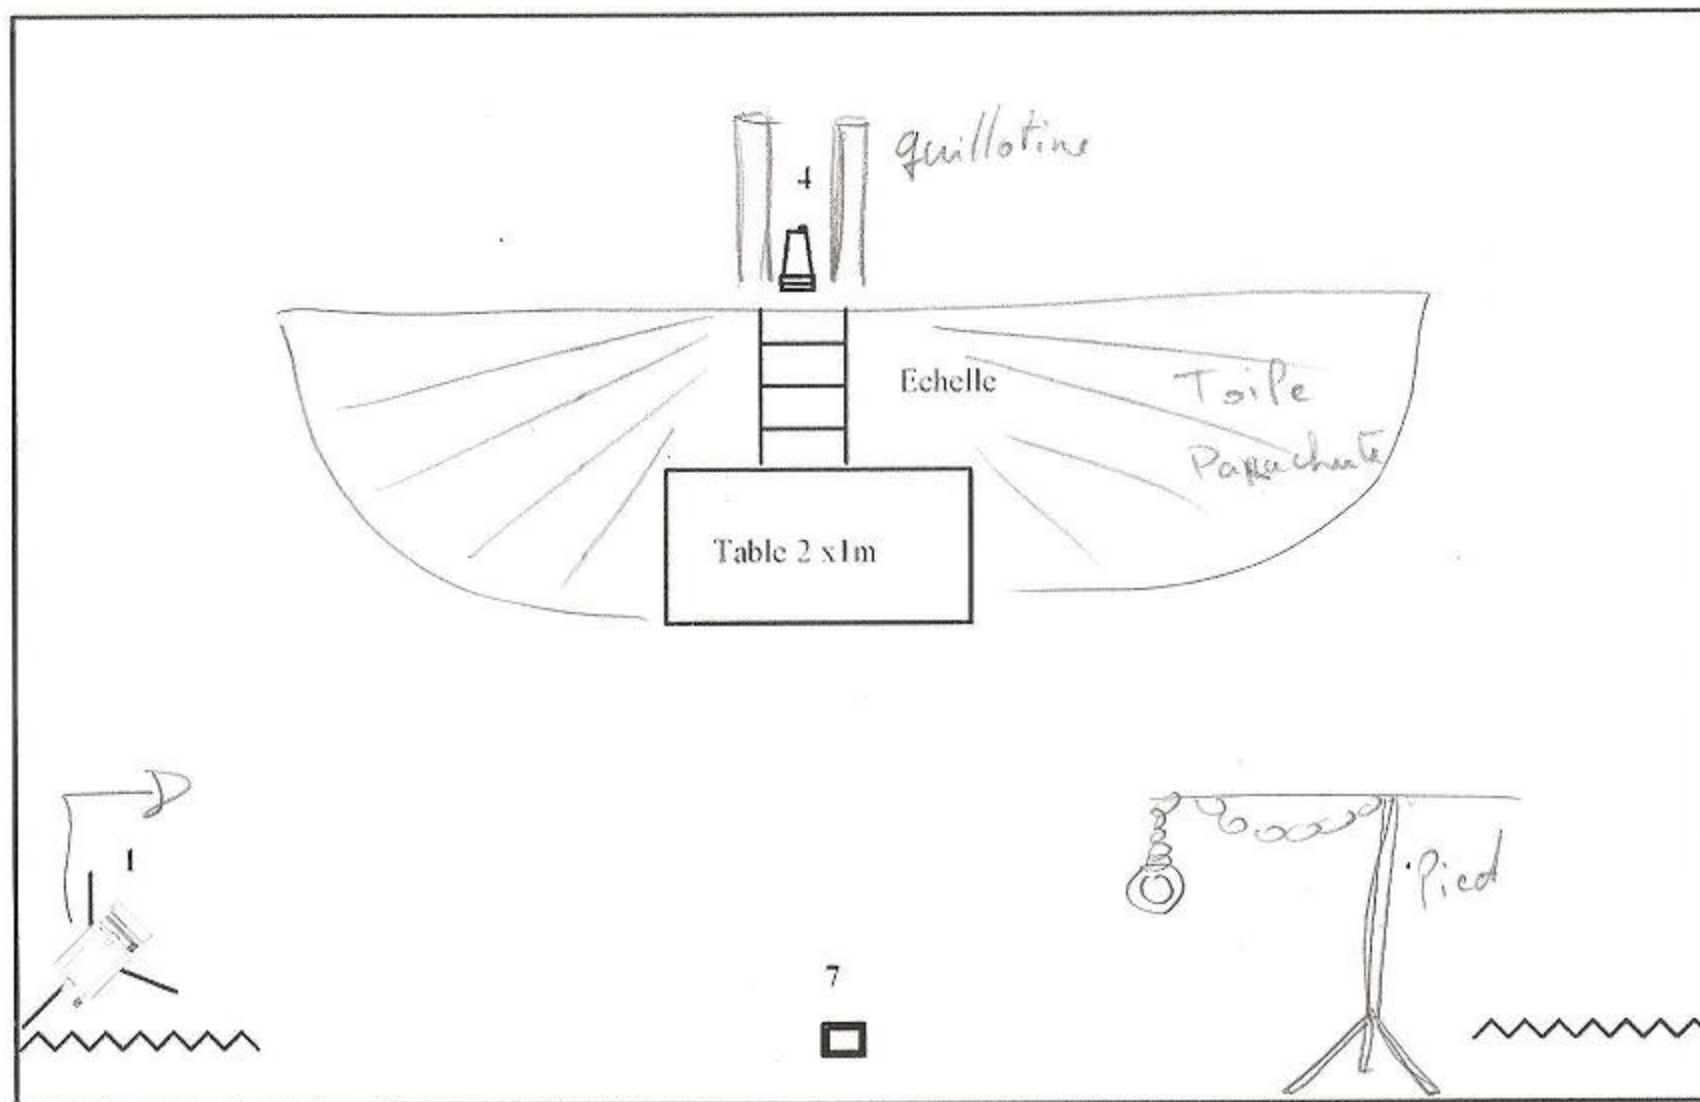 guillotine
4
Echelle
Toile
Parachute
Table 2 x1m
1
Pied
7